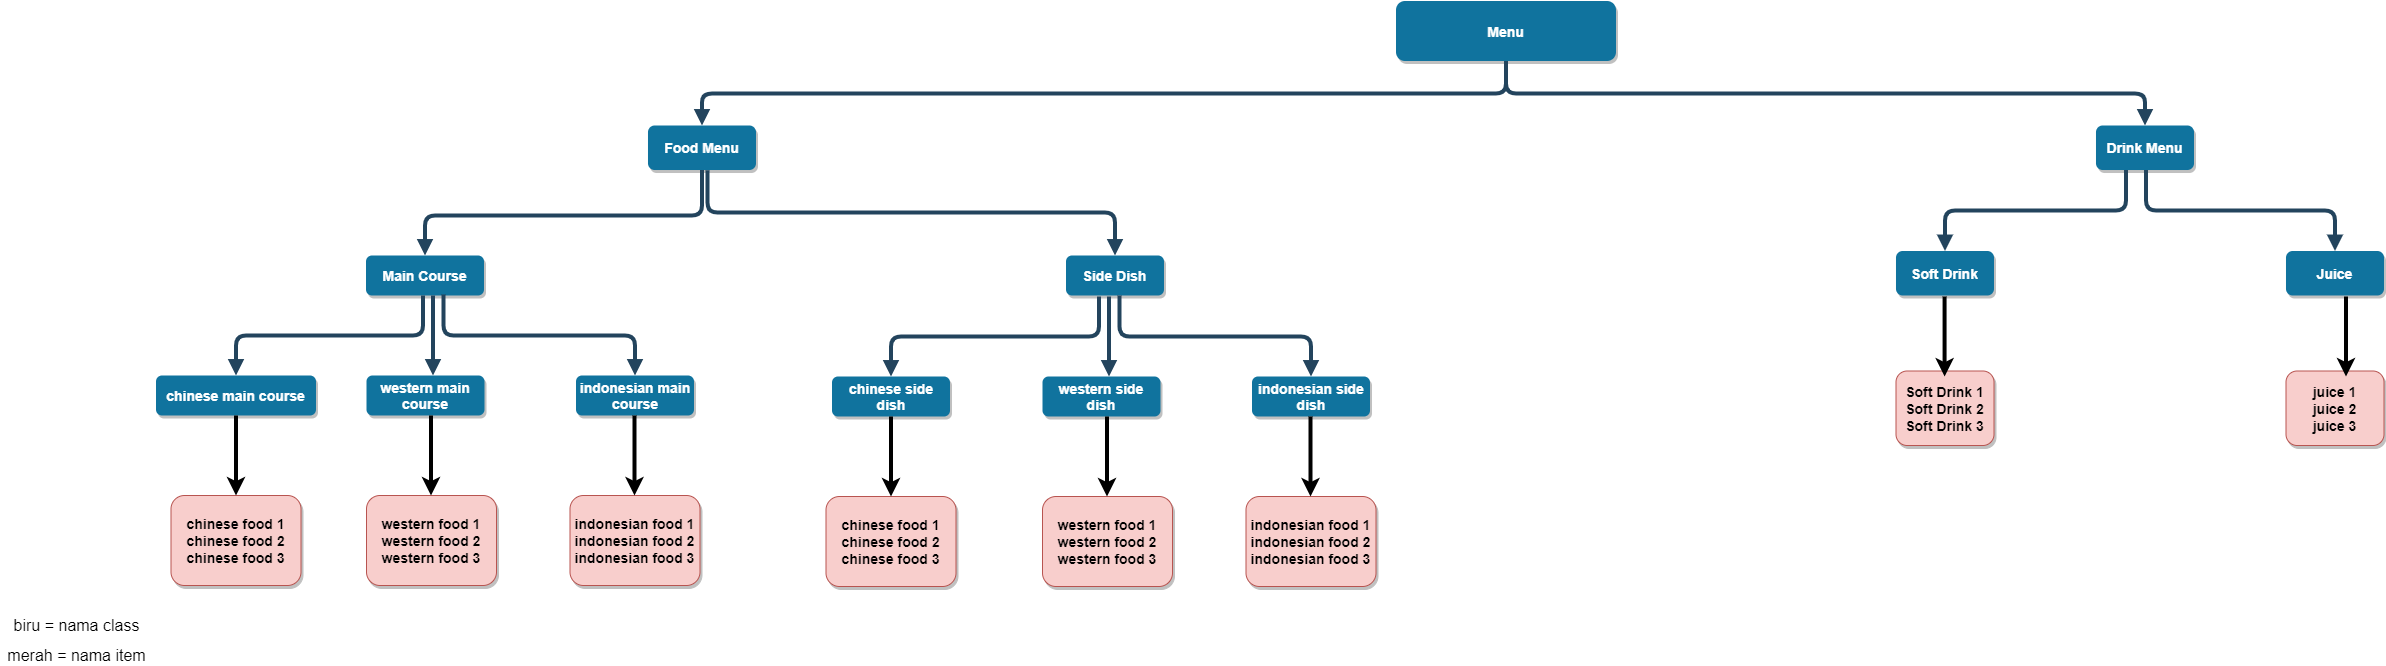 Menu
Food Menu
Drink Menu
Main Course
Side Dish
Soft Drink
Juice
chinese main course
western main
course
indonesian main
course
chinese side
dish
western side
dish
indonesian side
dish
Soft Drink 1
Soft Drink 2
Soft Drink 3
juice 1
juice 2
juice 3
chinese food 1
chinese food 2
chinese food 3
western food 1
western food 2
western food 3
indonesian food 1
indonesian food 2
indonesian food 3
chinese food 1
chinese food 2
chinese food 3
western food 1
western food 2
western food 3
indonesian food 1
indonesian food 2
indonesian food 3
biru = nama class
merah = nama item